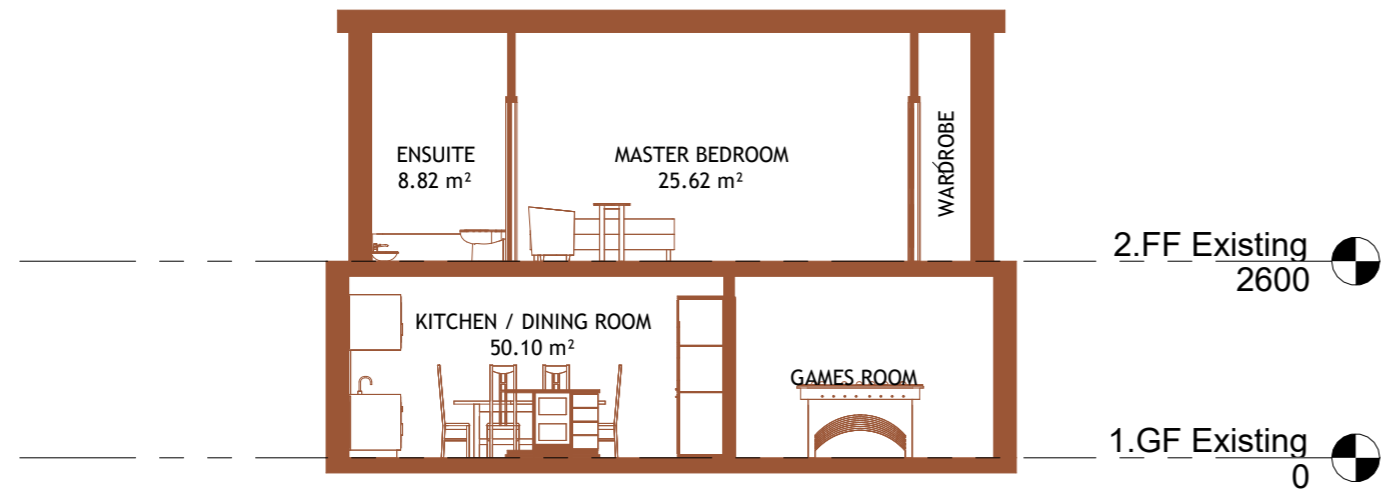 ENSUITE
8.82 m²
MASTER BEDROOM
25.62 m²
WARDROBE
2.FF Existing
2600
KITCHEN / DINING ROOM
50.10 m²
GAMES ROOM
1.GF Existing
0